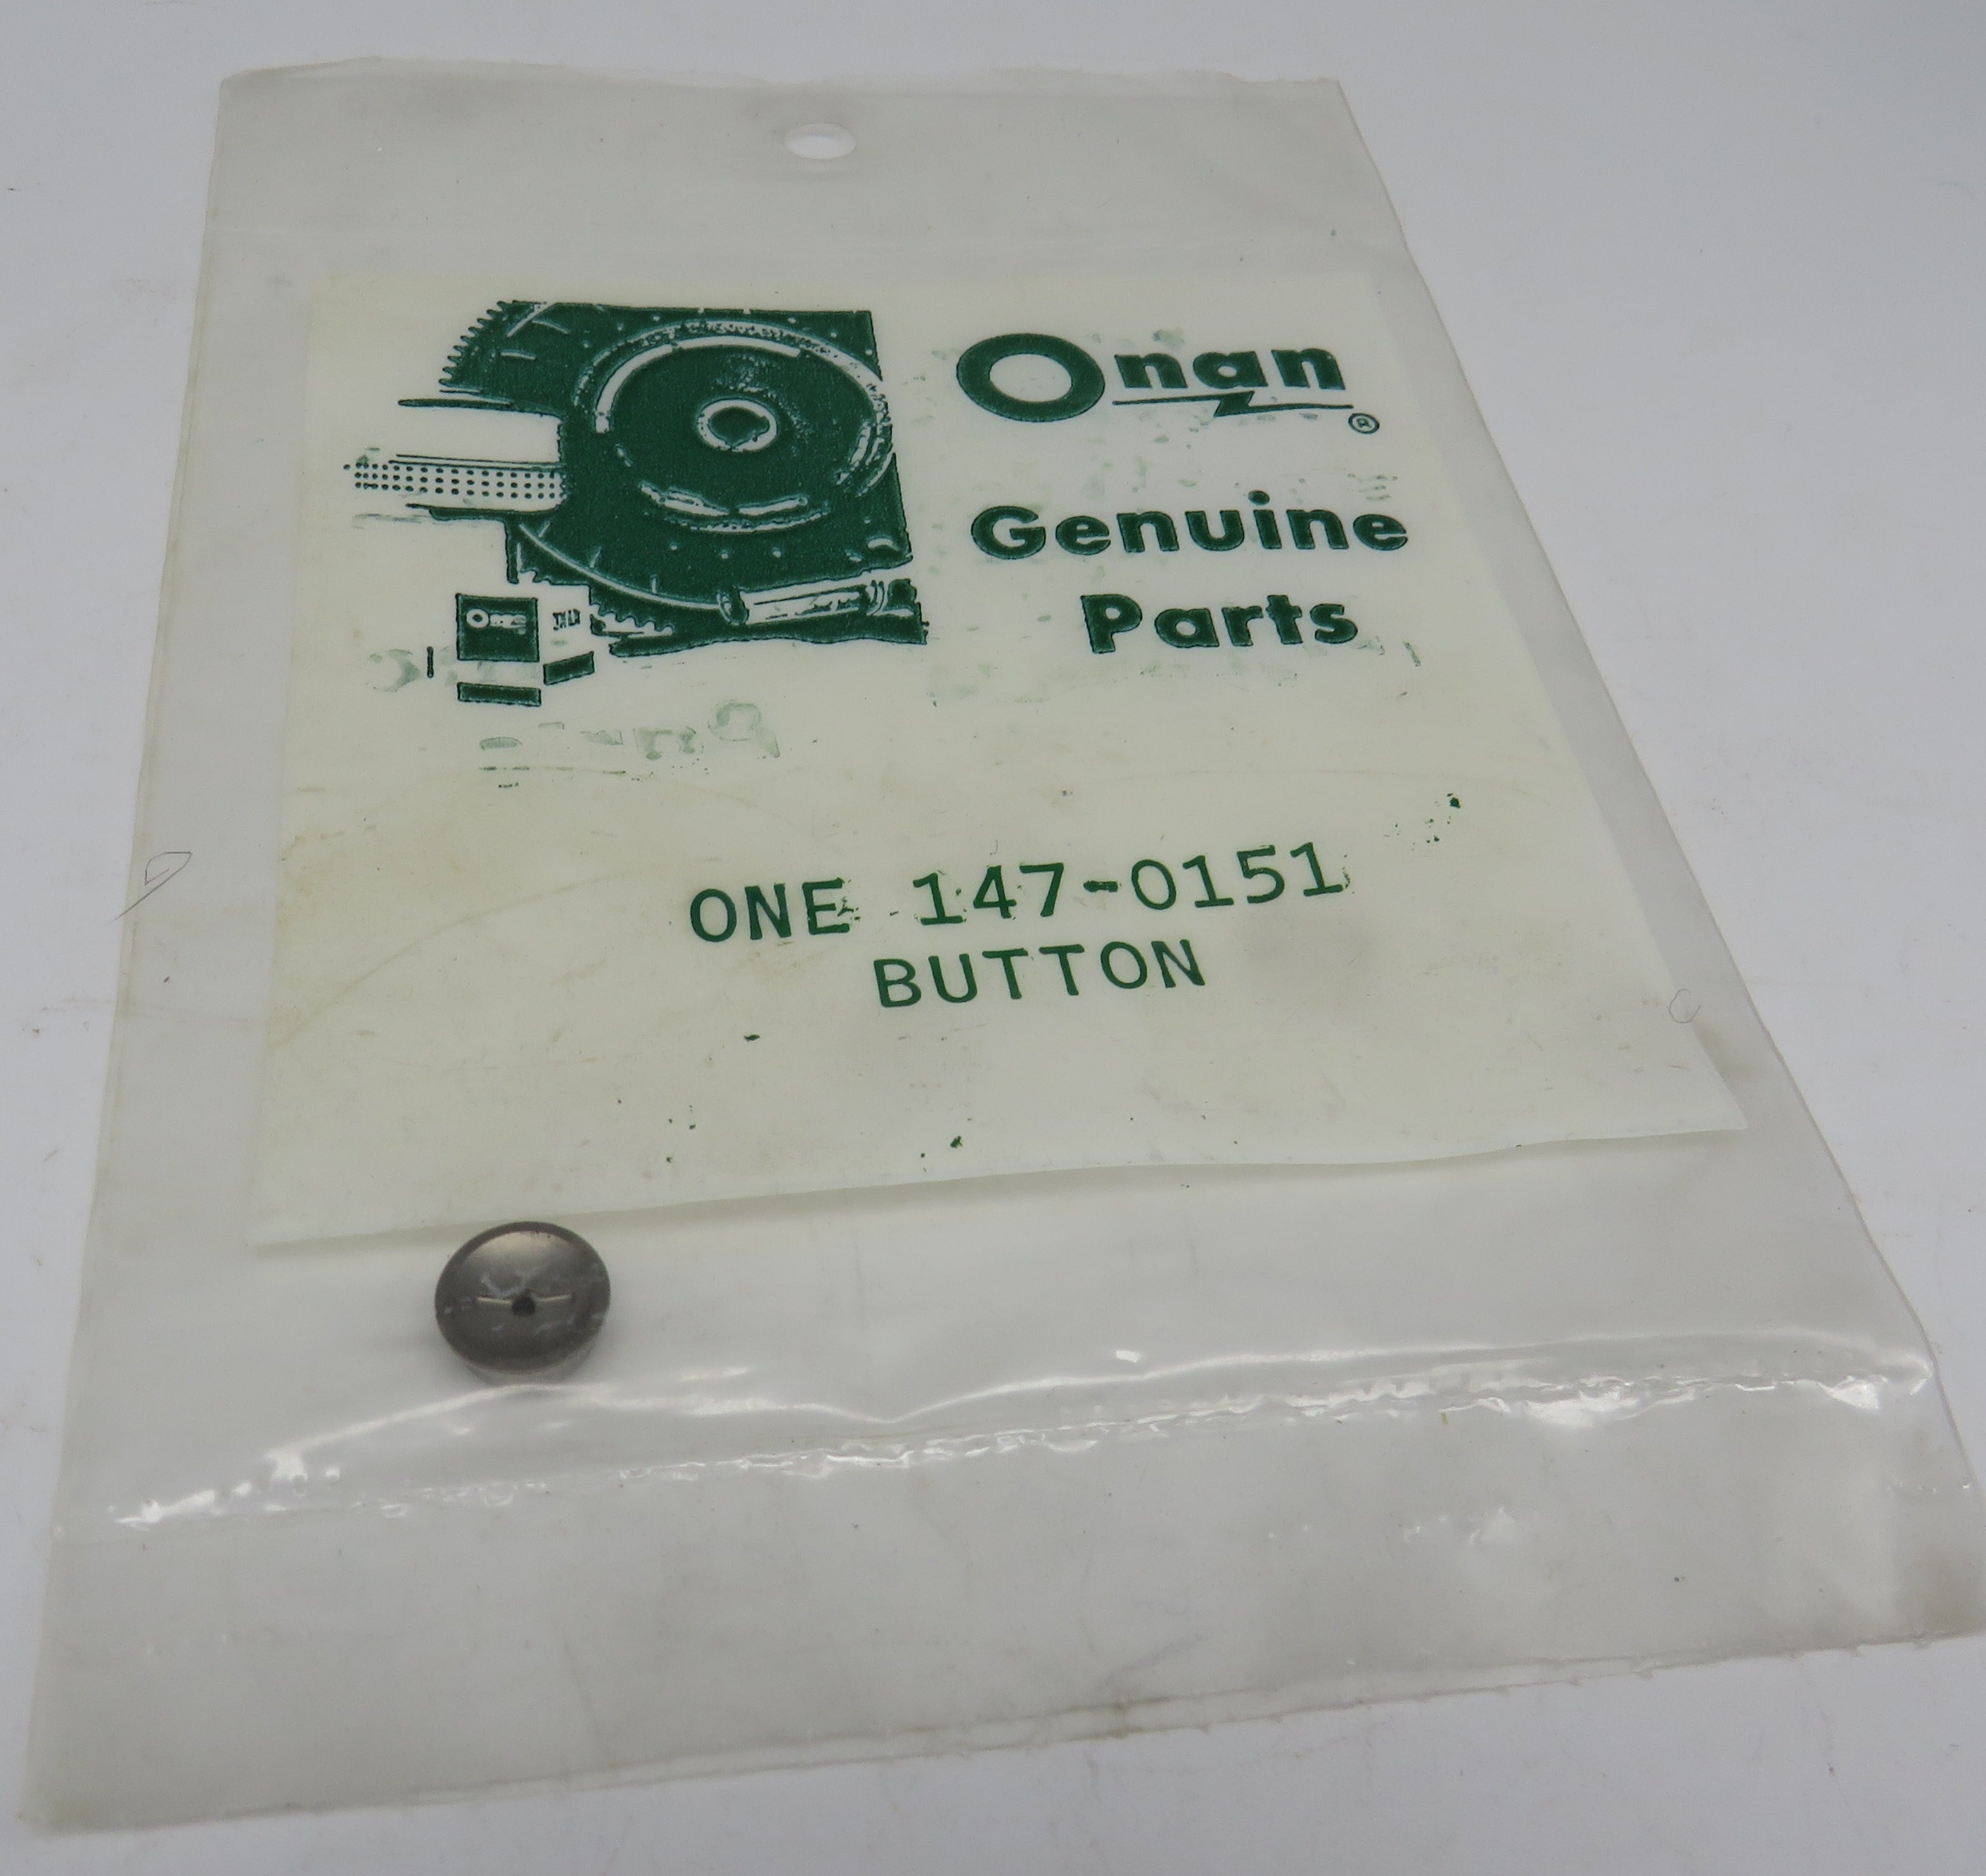 Onan
®
Genuine
Parts
ONE 147-0151
BUTTON